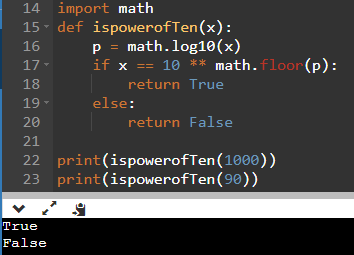 14 import math
15 def ispowerofTen(x):
16     p = math.log10(x)
17     if x == 10 ** math.floor(p):
18         return True
19     else:
20         return False
21
22 print(ispowerofTen(1000))
23 print(ispowerofTen(90))
True
False